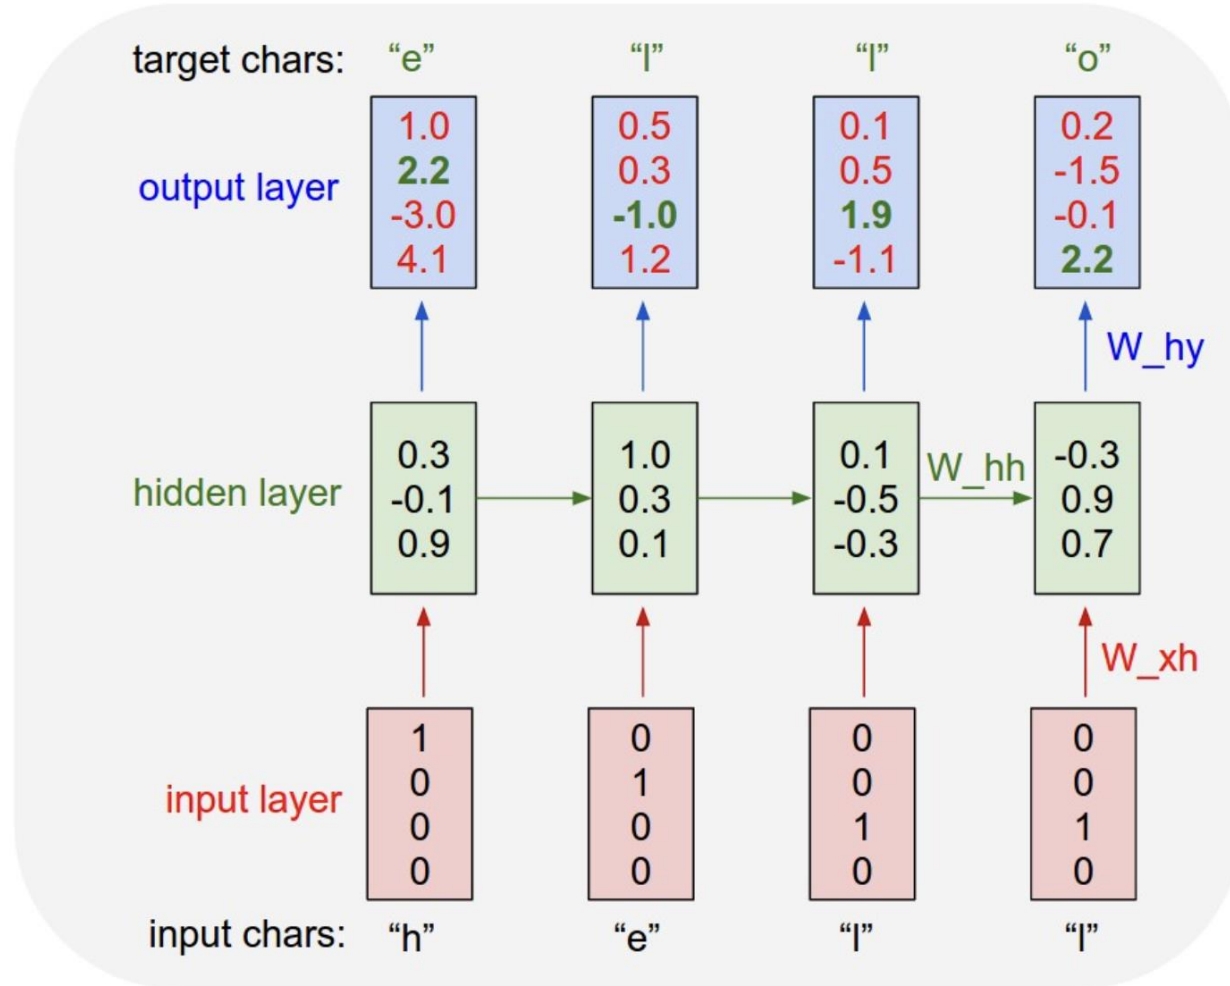 target chars: “e” “l” “l” “o”
1.0 0.5 0.1 0.2
2.2 0.3 0.5 -1.5
output layer
-3.0 -1.0 1.9 -0.1
4.1 1.2 -1.1 2.2
W_hy
0.3 1.0 0.1 -0.3
W_hh
hidden layer -0.1 0.3 -0.5 0.9
0.9 0.1 -0.3 0.7
W_xh
1 0 0 0
0 1 0 0
input layer
0 0 1 1
0 0 0 0
input chars: “h” “e” “l” “l”